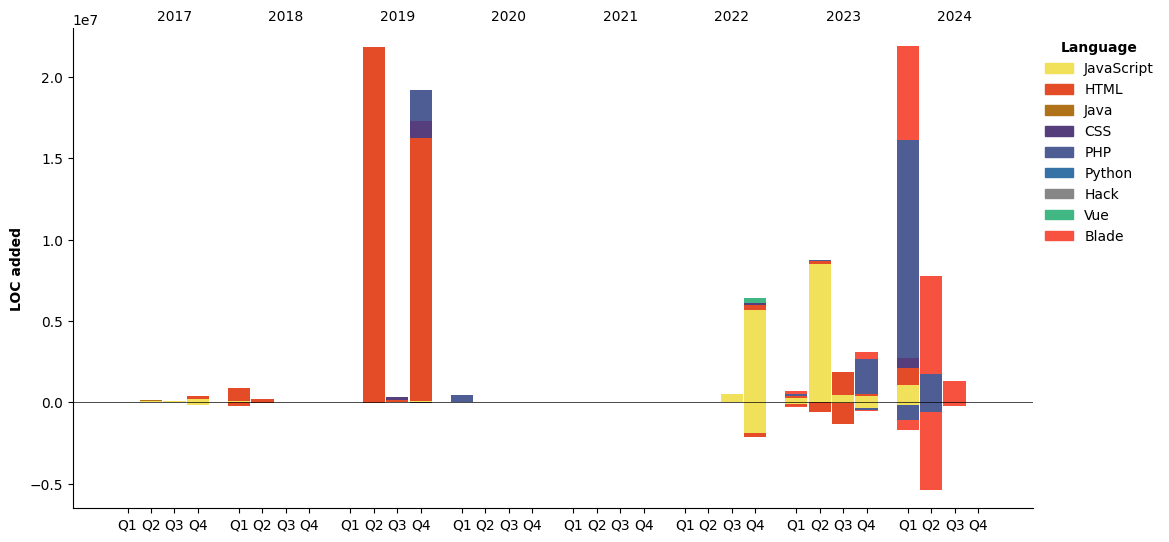 2017 2018 2019 2020 2021 2022 2023 2024
1e7
Language
JavaScript
HTML
Java
CSS
PHP
Python
Hack
Vue
Blade
LOC added
2.0
1.5
1.0
0.5
0.0
−0.5
Q1 Q2 Q3 Q4 Q1 Q2 Q3 Q4 Q1 Q2 Q3 Q4 Q1 Q2 Q3 Q4 Q1 Q2 Q3 Q4 Q1 Q2 Q3 Q4 Q1 Q2 Q3 Q4 Q1 Q2 Q3 Q4